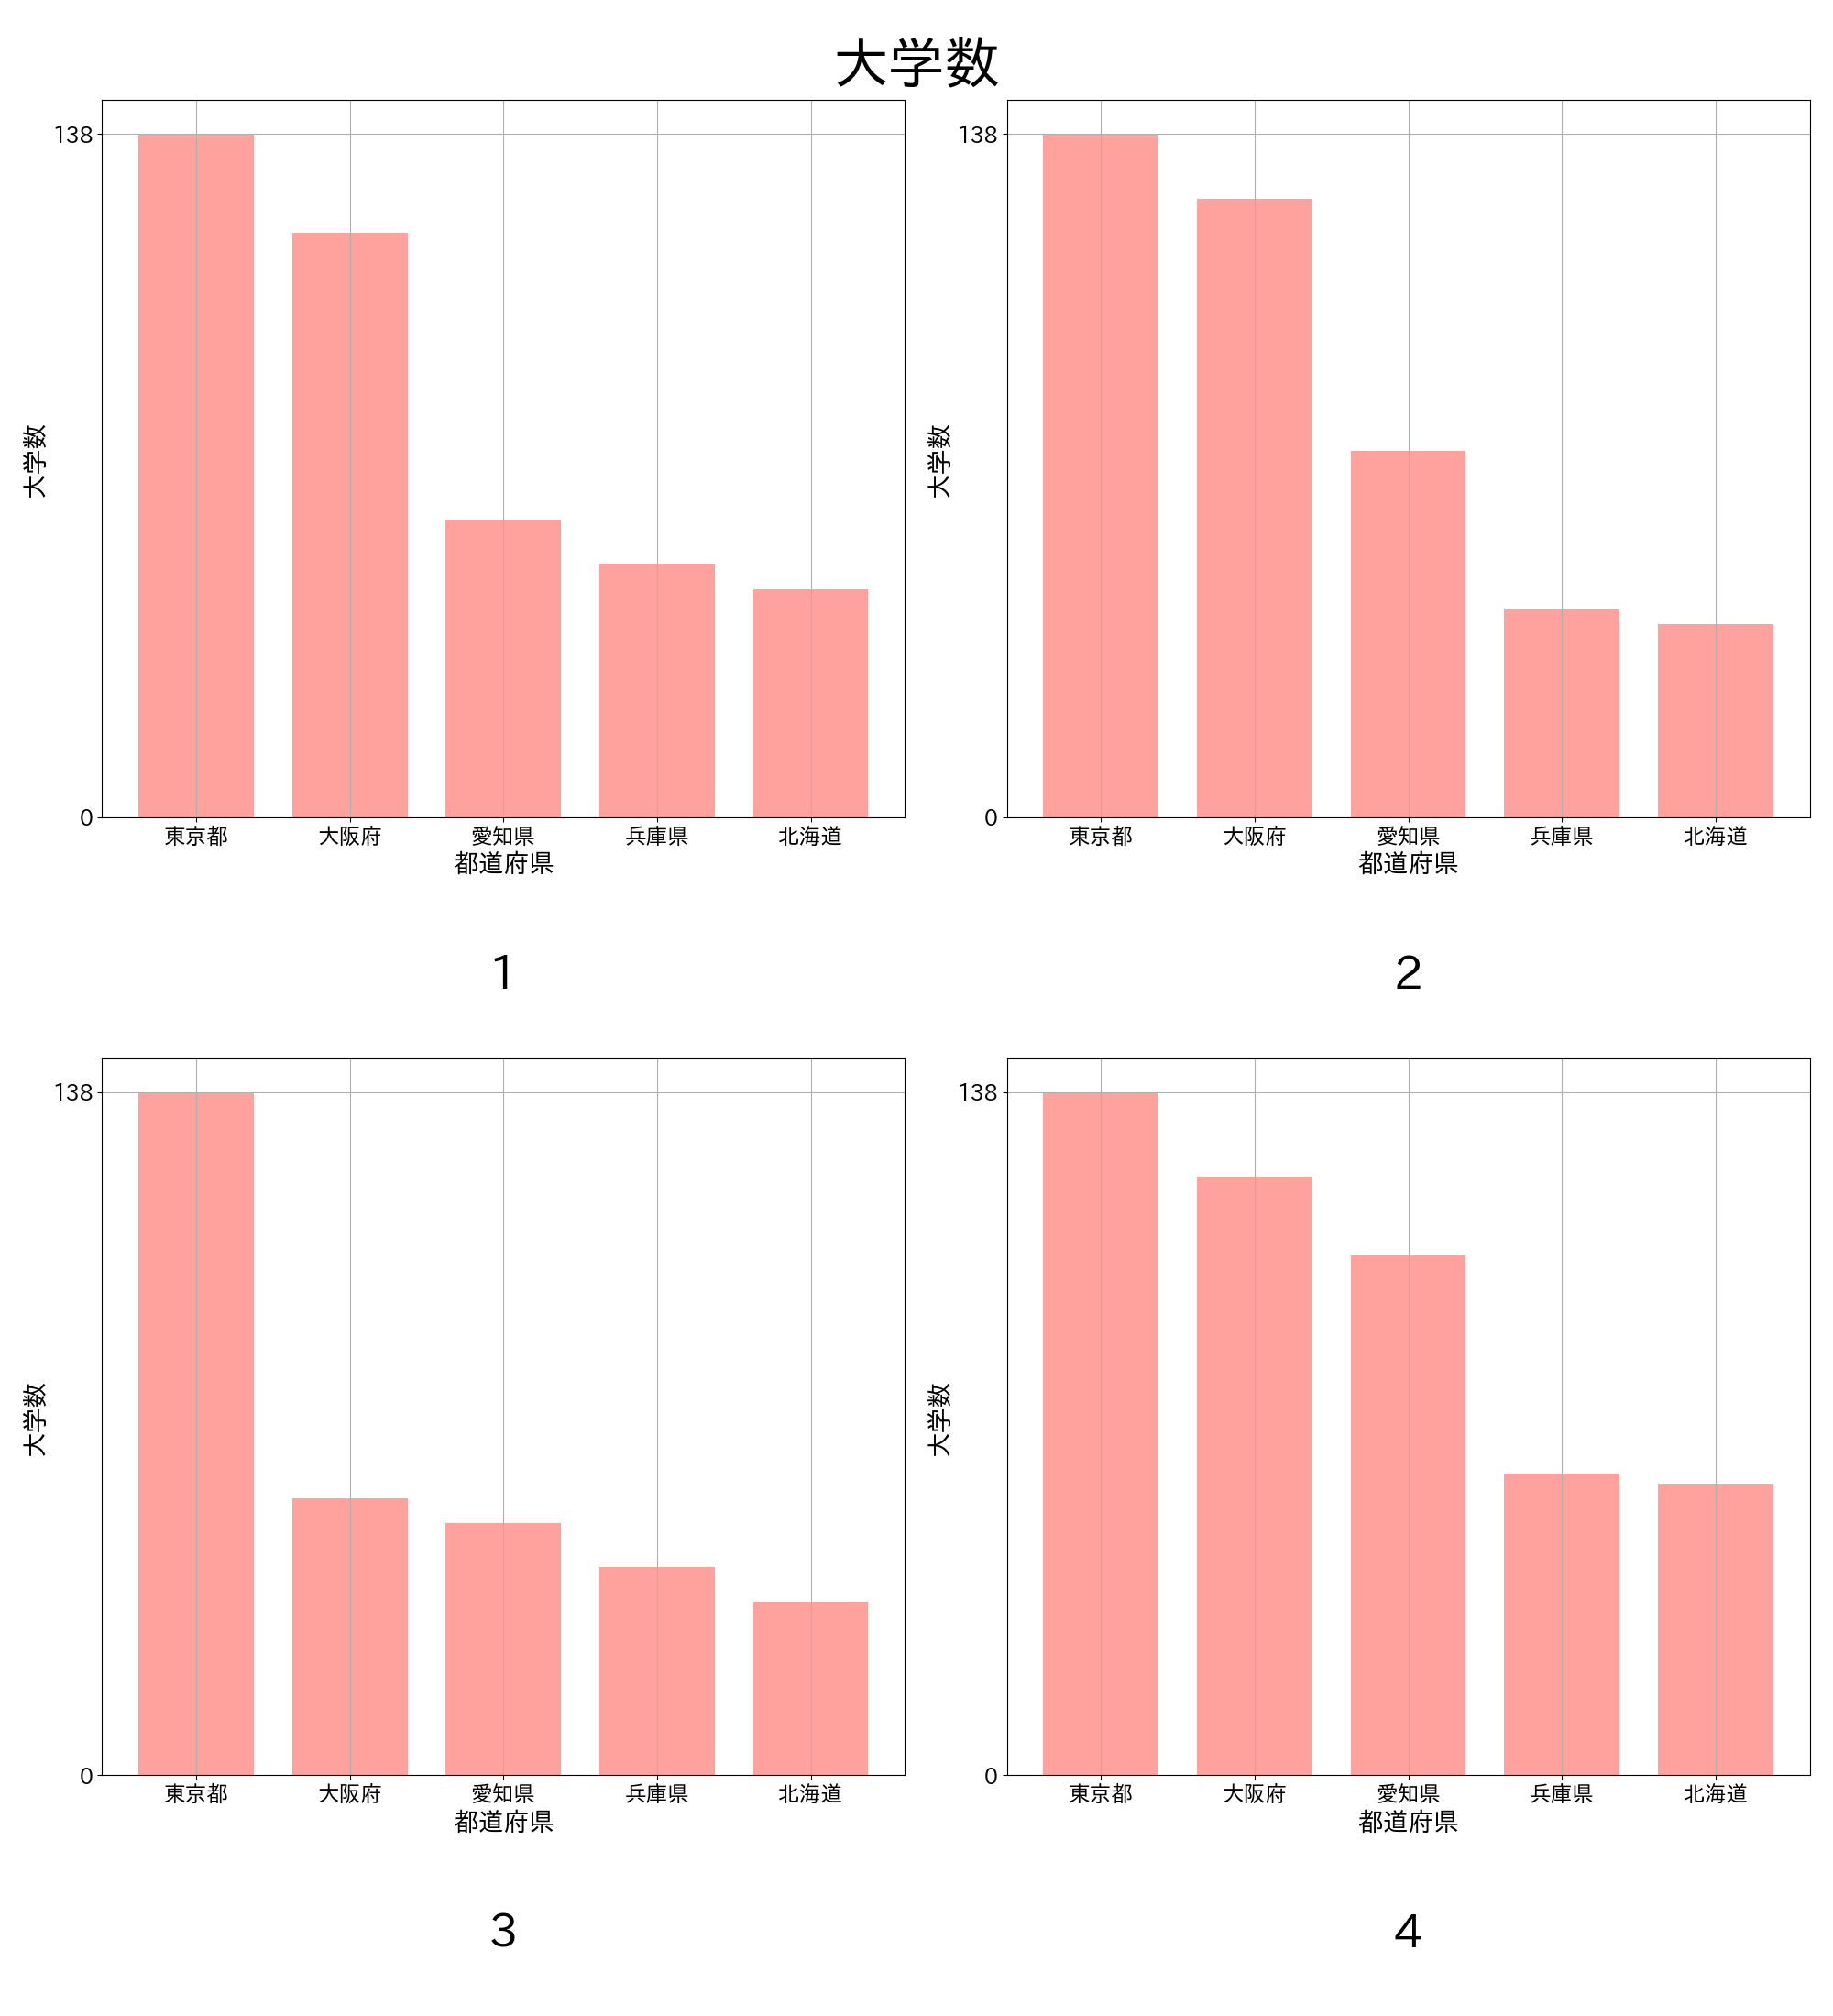 大学数
138
0
大学数
東京都 大阪府 愛知県 兵庫県 北海道
都道府県
1
138
0
大学数
東京都 大阪府 愛知県 兵庫県 北海道
都道府県
2
138
0
大学数
東京都 大阪府 愛知県 兵庫県 北海道
都道府県
3
138
0
大学数
東京都 大阪府 愛知県 兵庫県 北海道
都道府県
4